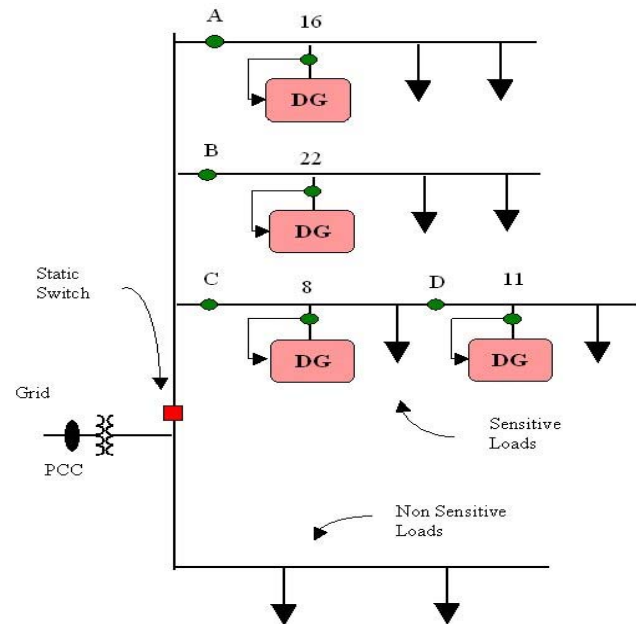 A
16
DG
B
22
DG
Static
Switch
C
8
D
11
DG
DG
Grid
PCC
Sensitive
Loads
Non Sensitive
Loads